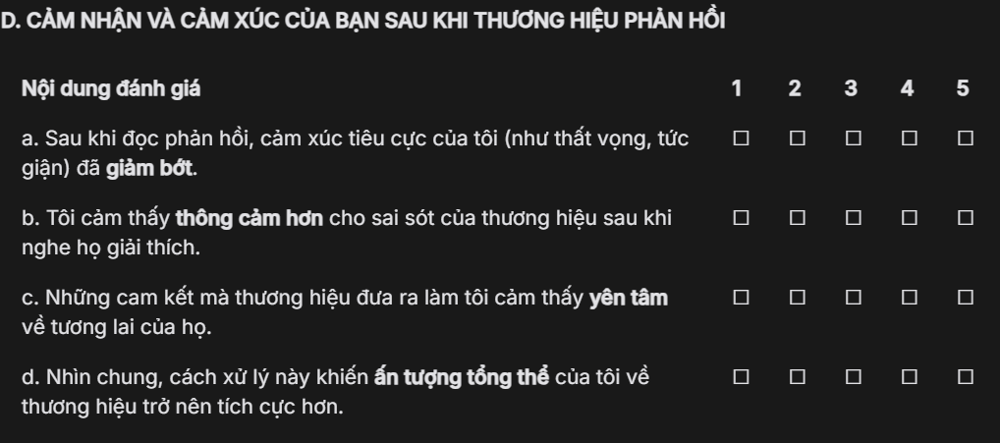 D. CẢM NHẬN VÀ CẢM XÚC CỦA BẠN SAU KHI THƯƠNG HIỆU PHẢN HỒI
Nội dung đánh giá 1 2 3 4 5
a. Sau khi đọc phản hồi, cảm xúc tiêu cực của tôi (như thất vọng, tức ☐ ☐ ☐ ☐ ☐
giận) đã giảm bớt.
b. Tôi cảm thấy thông cảm hơn cho sai sót của thương hiệu sau khi ☐ ☐ ☐ ☐ ☐
nghe họ giải thích.
c. Những cam kết mà thương hiệu đưa ra làm tôi cảm thấy yên tâm ☐ ☐ ☐ ☐ ☐
về tương lai của họ.
d. Nhìn chung, cách xử lý này khiến ấn tượng tổng thể của tôi về ☐ ☐ ☐ ☐ ☐
thương hiệu trở nên tích cực hơn.